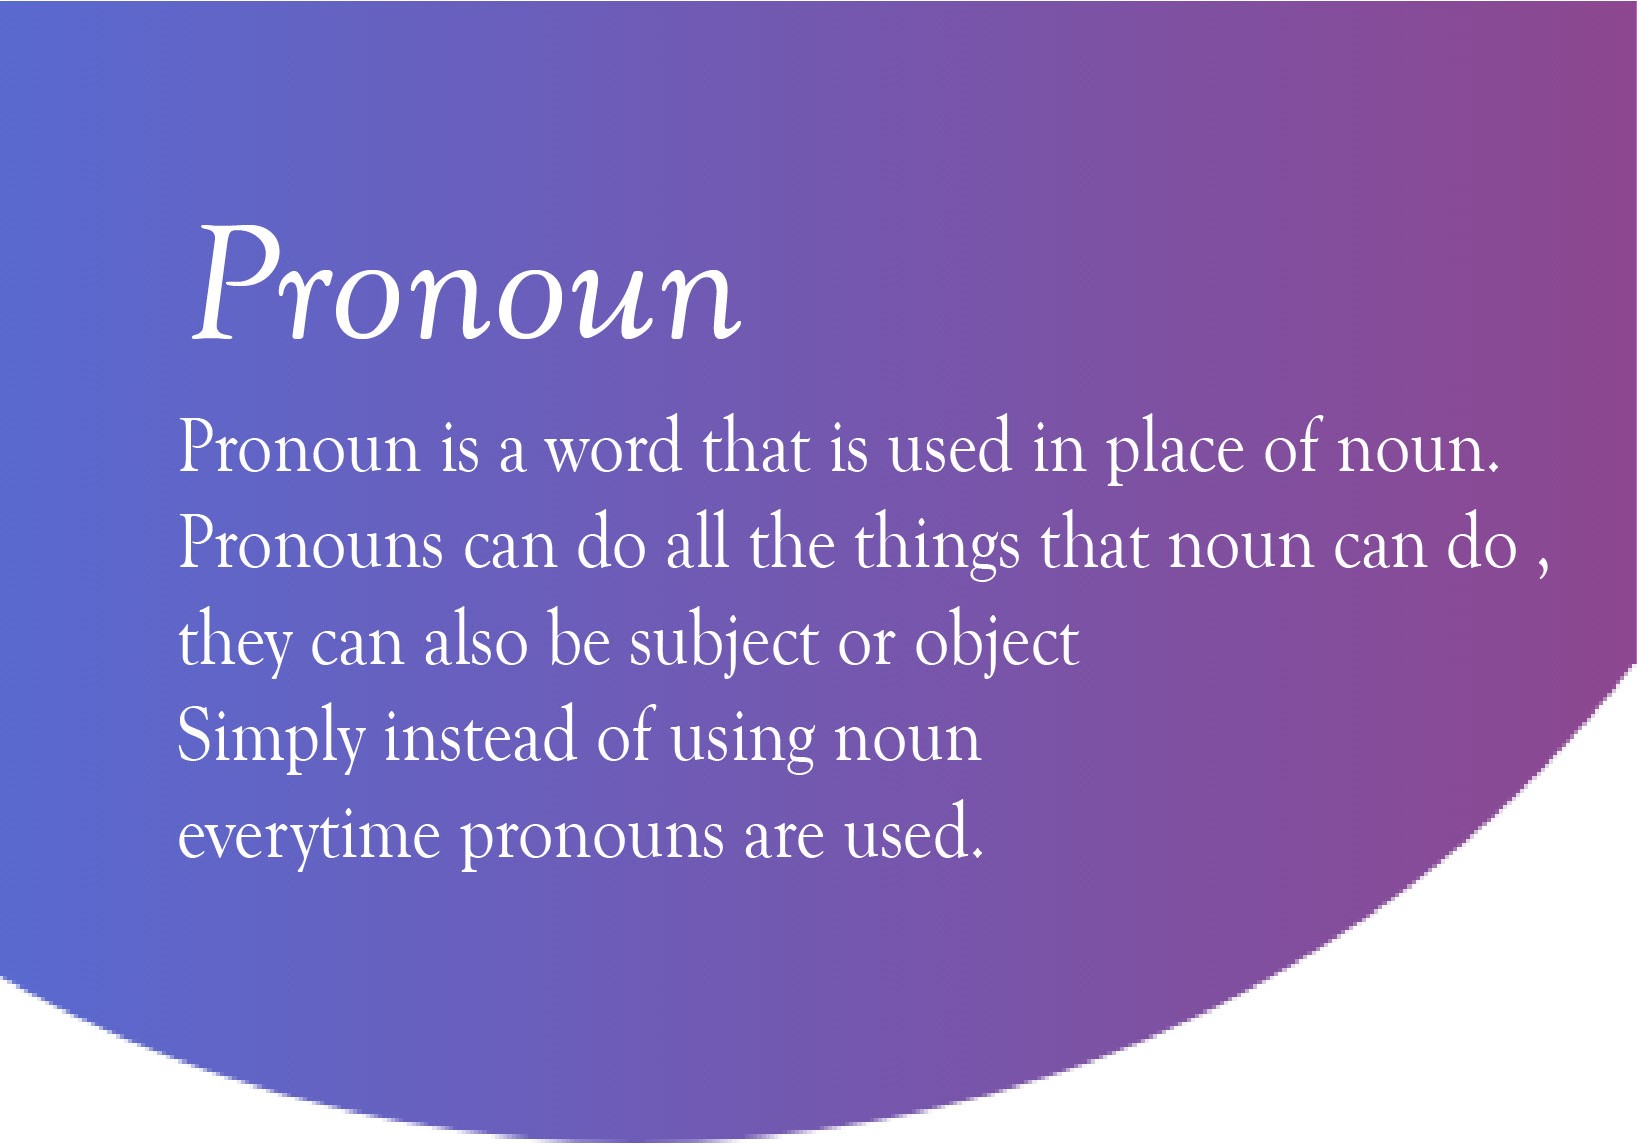 Pronoun
Pronoun is a word that is used in place of noun.
Pronouns can do all the things that noun can do ,
they can also be subject or object
Simply instead of using noun
everytime pronouns are used.